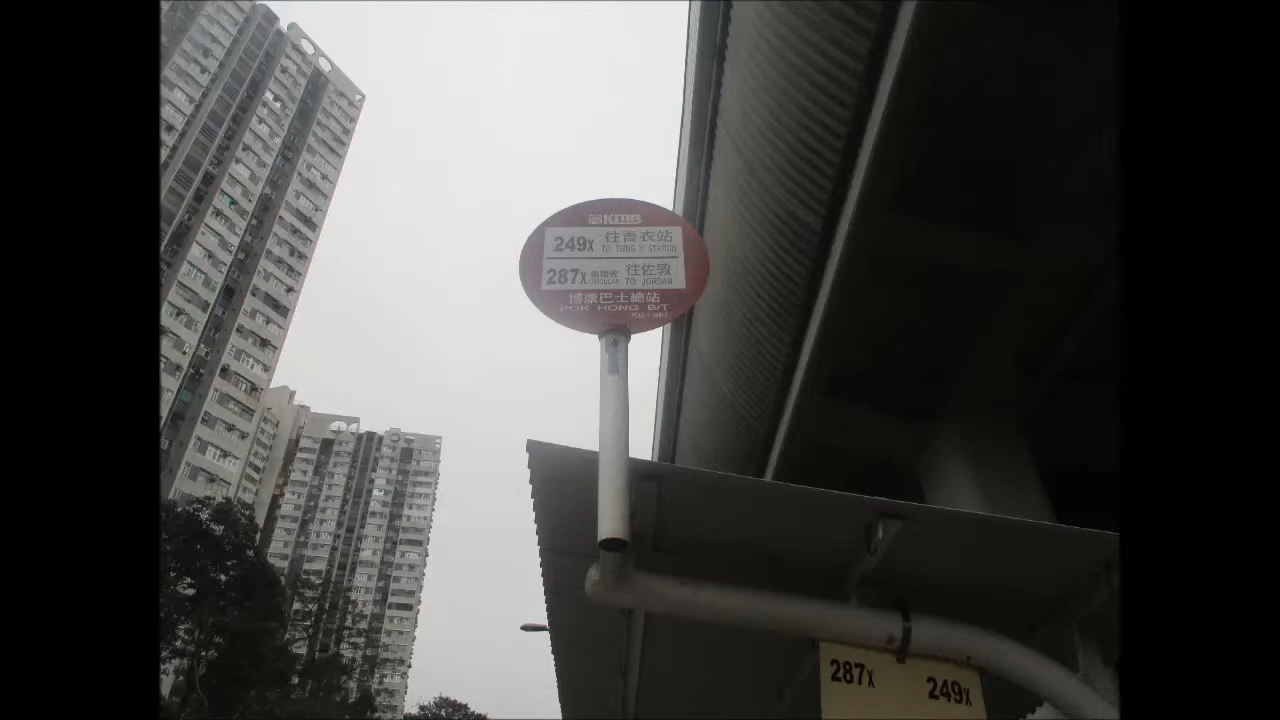 KMB
249X 往青衣站
TO: TSING YI STATION
287X 循環線 往佐敦
CIRCULAR TO: JORDAN
博康巴士總站
POK HONG B/T
287X 249X